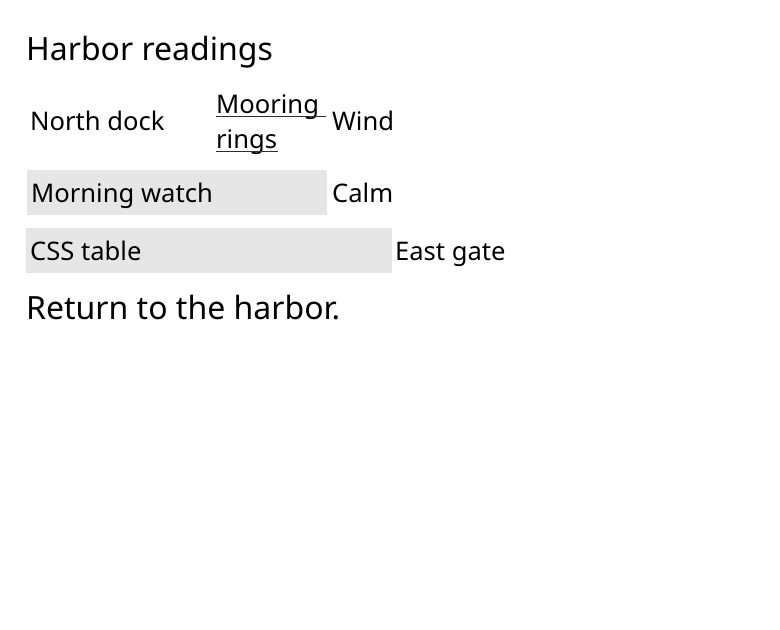 Harbor readings
North dock Mooring Wind
rings
Morning watch Calm
CSS table East gate
Return to the harbor.